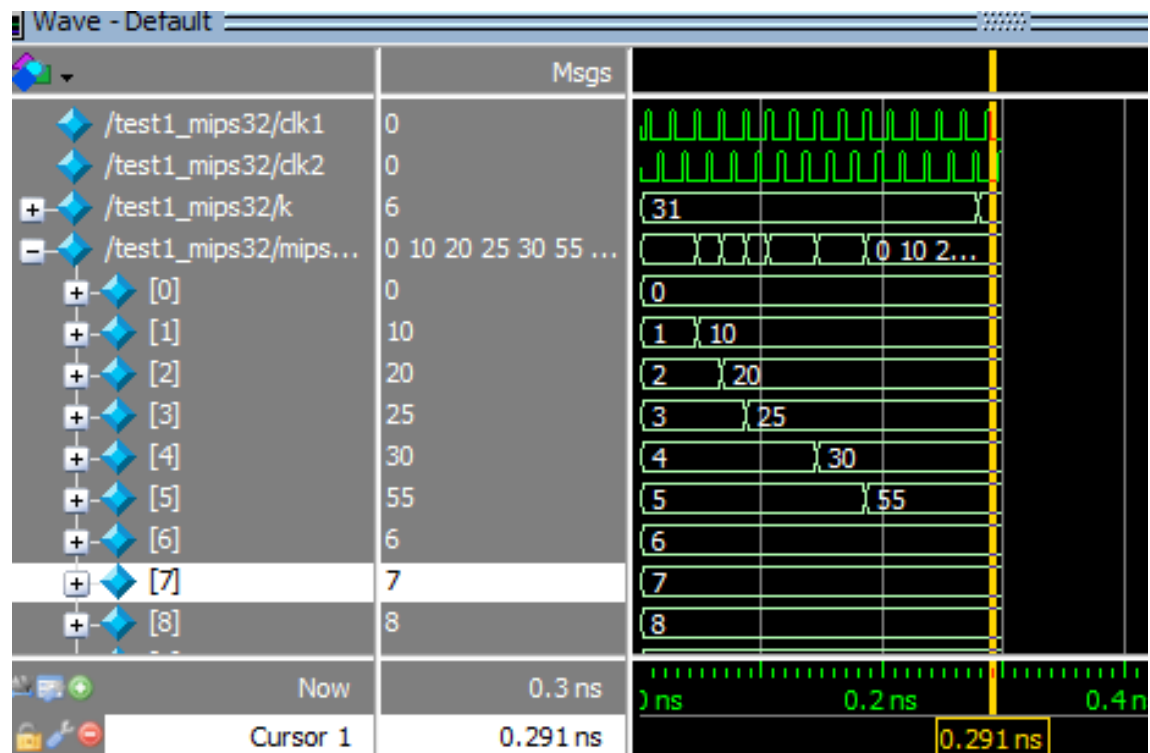 Wave - Default
Msgs
/test1_mips32/clk1 0
/test1_mips32/clk2 0
/test1_mips32/k 6 31
/test1_mips32/mips... 0 10 20 25 30 55 ... 0 10 2...
[0] 0 0
[1] 10 1 10
[2] 20 2 20
[3] 25 3 25
[4] 30 4 30
[5] 55 5 55
[6] 6 6
[7] 7 7
[8] 8 8
Now 0.3 ns ns 0.2 ns 0.4 n
Cursor 1 0.291 ns 0.291 ns